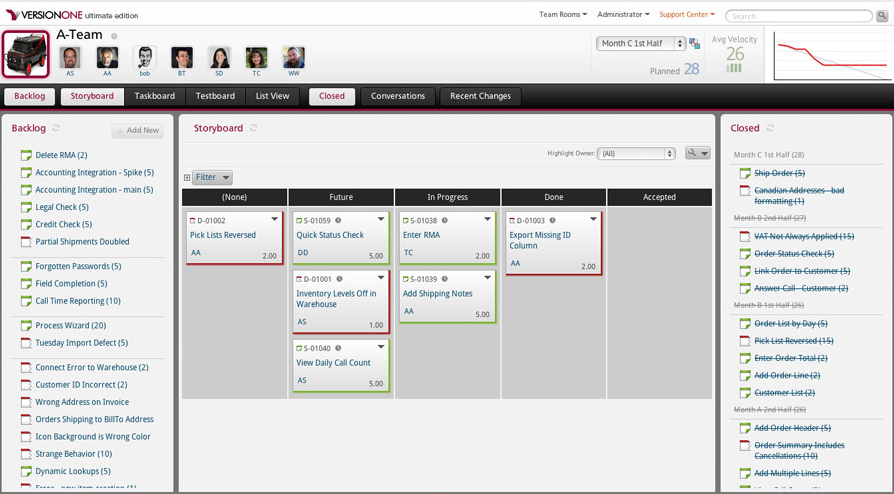 VERSIONONE ultimate edition
Team Rooms
Administrator
Support Center
Search
A-Team
AS
AA
bob
BT
SD
TC
WW
Month C 1st Half
Planned 28
Avg Velocity
26
Backlog
Storyboard
Taskboard
Testboard
List View
Closed
Conversations
Recent Changes
Backlog
Add New
Delete RMA (2)
Accounting Integration - Spike (5)
Accounting Integration - main (5)
Legal Check (5)
Credit Check (5)
Partial Shipments Doubled
Forgotten Passwords (5)
Field Completion (5)
Call Time Reporting (10)
Process Wizard (20)
Tuesday Import Defect (5)
Connect Error to Warehouse (2)
Customer ID Incorrect (2)
Wrong Address on Invoice
Orders Shipping to BillTo Address
Icon Background is Wrong Color
Strange Behavior (10)
Dynamic Lookups (5)
Storyboard
Highlight Owner: (All)
Filter
(None)
Future
In Progress
Done
Accepted
D-01002
Pick Lists Reversed
AA
2.00
S-01059
Quick Status Check
DD
5.00
D-01001
Inventory Levels Off in
Warehouse
AS
1.00
S-01040
View Daily Call Count
AS
5.00
S-01038
Enter RMA
TC
2.00
S-01039
Add Shipping Notes
AA
5.00
D-01003
Export Missing ID
Column
AA
2.00
Closed
Month C 1st Half (28)
Ship Order (5)
Canadian Addresses - bad
formatting (1)
Month B 2nd Half (27)
VAT Not Always Applied (15)
Order Status Check (5)
Link Order to Customer (5)
Answer Call - Customer (2)
Month B 1st Half (26)
Order List by Day (5)
Pick List Reversed (15)
Enter Order Total (2)
Add Order Line (2)
Customer List (2)
Month A 2nd Half (26)
Add Order Header (5)
Order Summary Includes
Cancellations (10)
Add Multiple Lines (5)